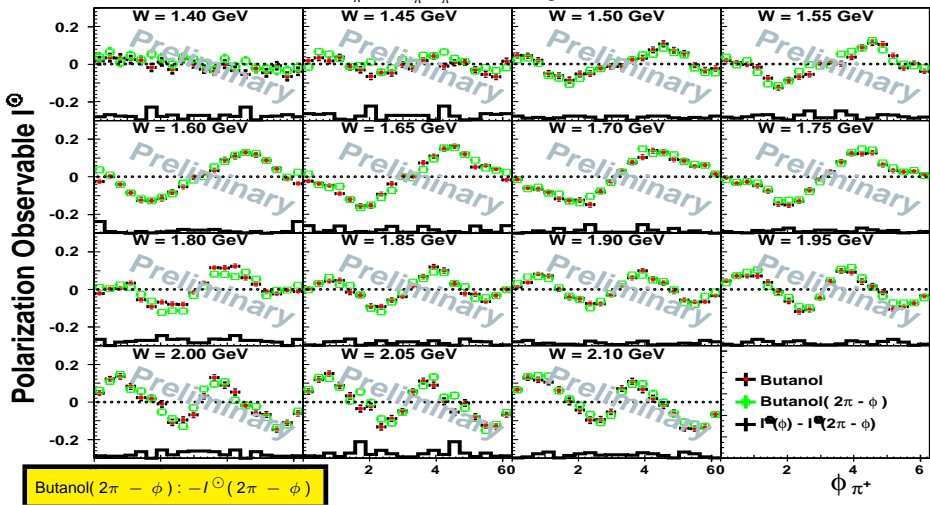 W = 1.40 GeV W = 1.45 GeV W = 1.50 GeV W = 1.55 GeV
0.2
0
-0.2
Preliminary Preliminary Preliminary Preliminary
W = 1.60 GeV W = 1.65 GeV W = 1.70 GeV W = 1.75 GeV
0.2
0
-0.2
Preliminary Preliminary Preliminary Preliminary
W = 1.80 GeV W = 1.85 GeV W = 1.90 GeV W = 1.95 GeV
0.2
0
-0.2
Preliminary Preliminary Preliminary Preliminary
W = 2.00 GeV W = 2.05 GeV W = 2.10 GeV
0.2
0
-0.2
Preliminary Preliminary Preliminary
Polarization Observable I^⊙
Butanol
Butanol( 2π - φ )
I^⊙(φ) - I^⊙(2π - φ)
2 4 60 2 4 60 2 4 6
ϕ π⁺
Butanol( 2π − ϕ ) : −I^⊙( 2π − ϕ )